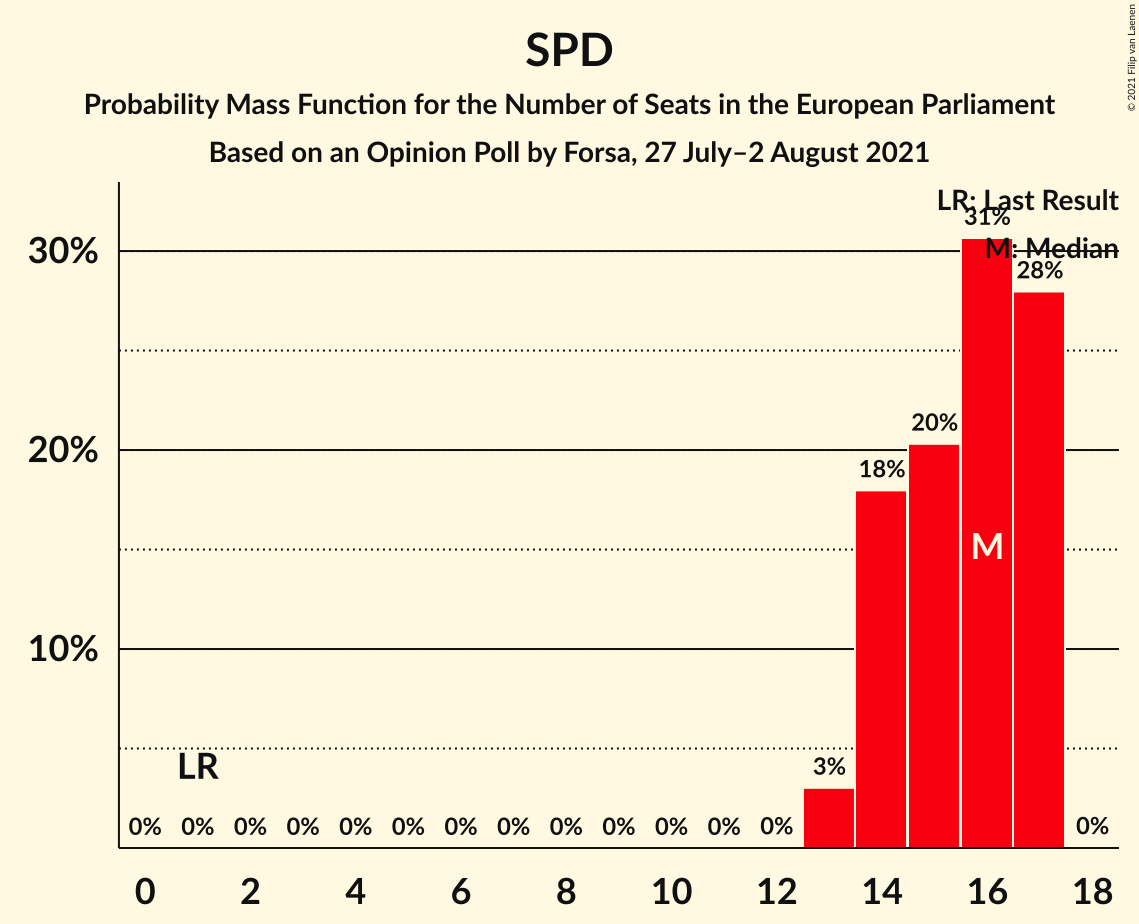 SPD
Probability Mass Function for the Number of Seats in the European Parliament
Based on an Opinion Poll by Forsa, 27 July–2 August 2021
© 2021 Filip van Laenen
LR: Last Result
M: Median
30%
20%
10%
31%
28%
20%
18%
M
3%
LR
0% 0% 0% 0% 0% 0% 0% 0% 0% 0% 0% 0% 0% 0%
0 2 4 6 8 10 12 14 16 18